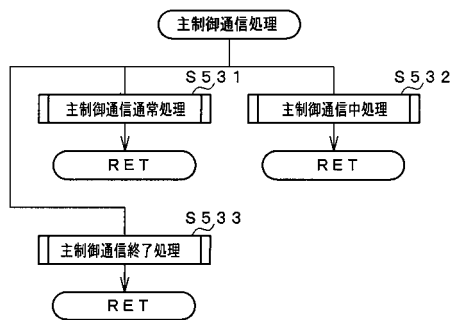 主制御通信処理
S531
主制御通信通常処理
RET
S532
主制御通信中処理
RET
S533
主制御通信終了処理
RET